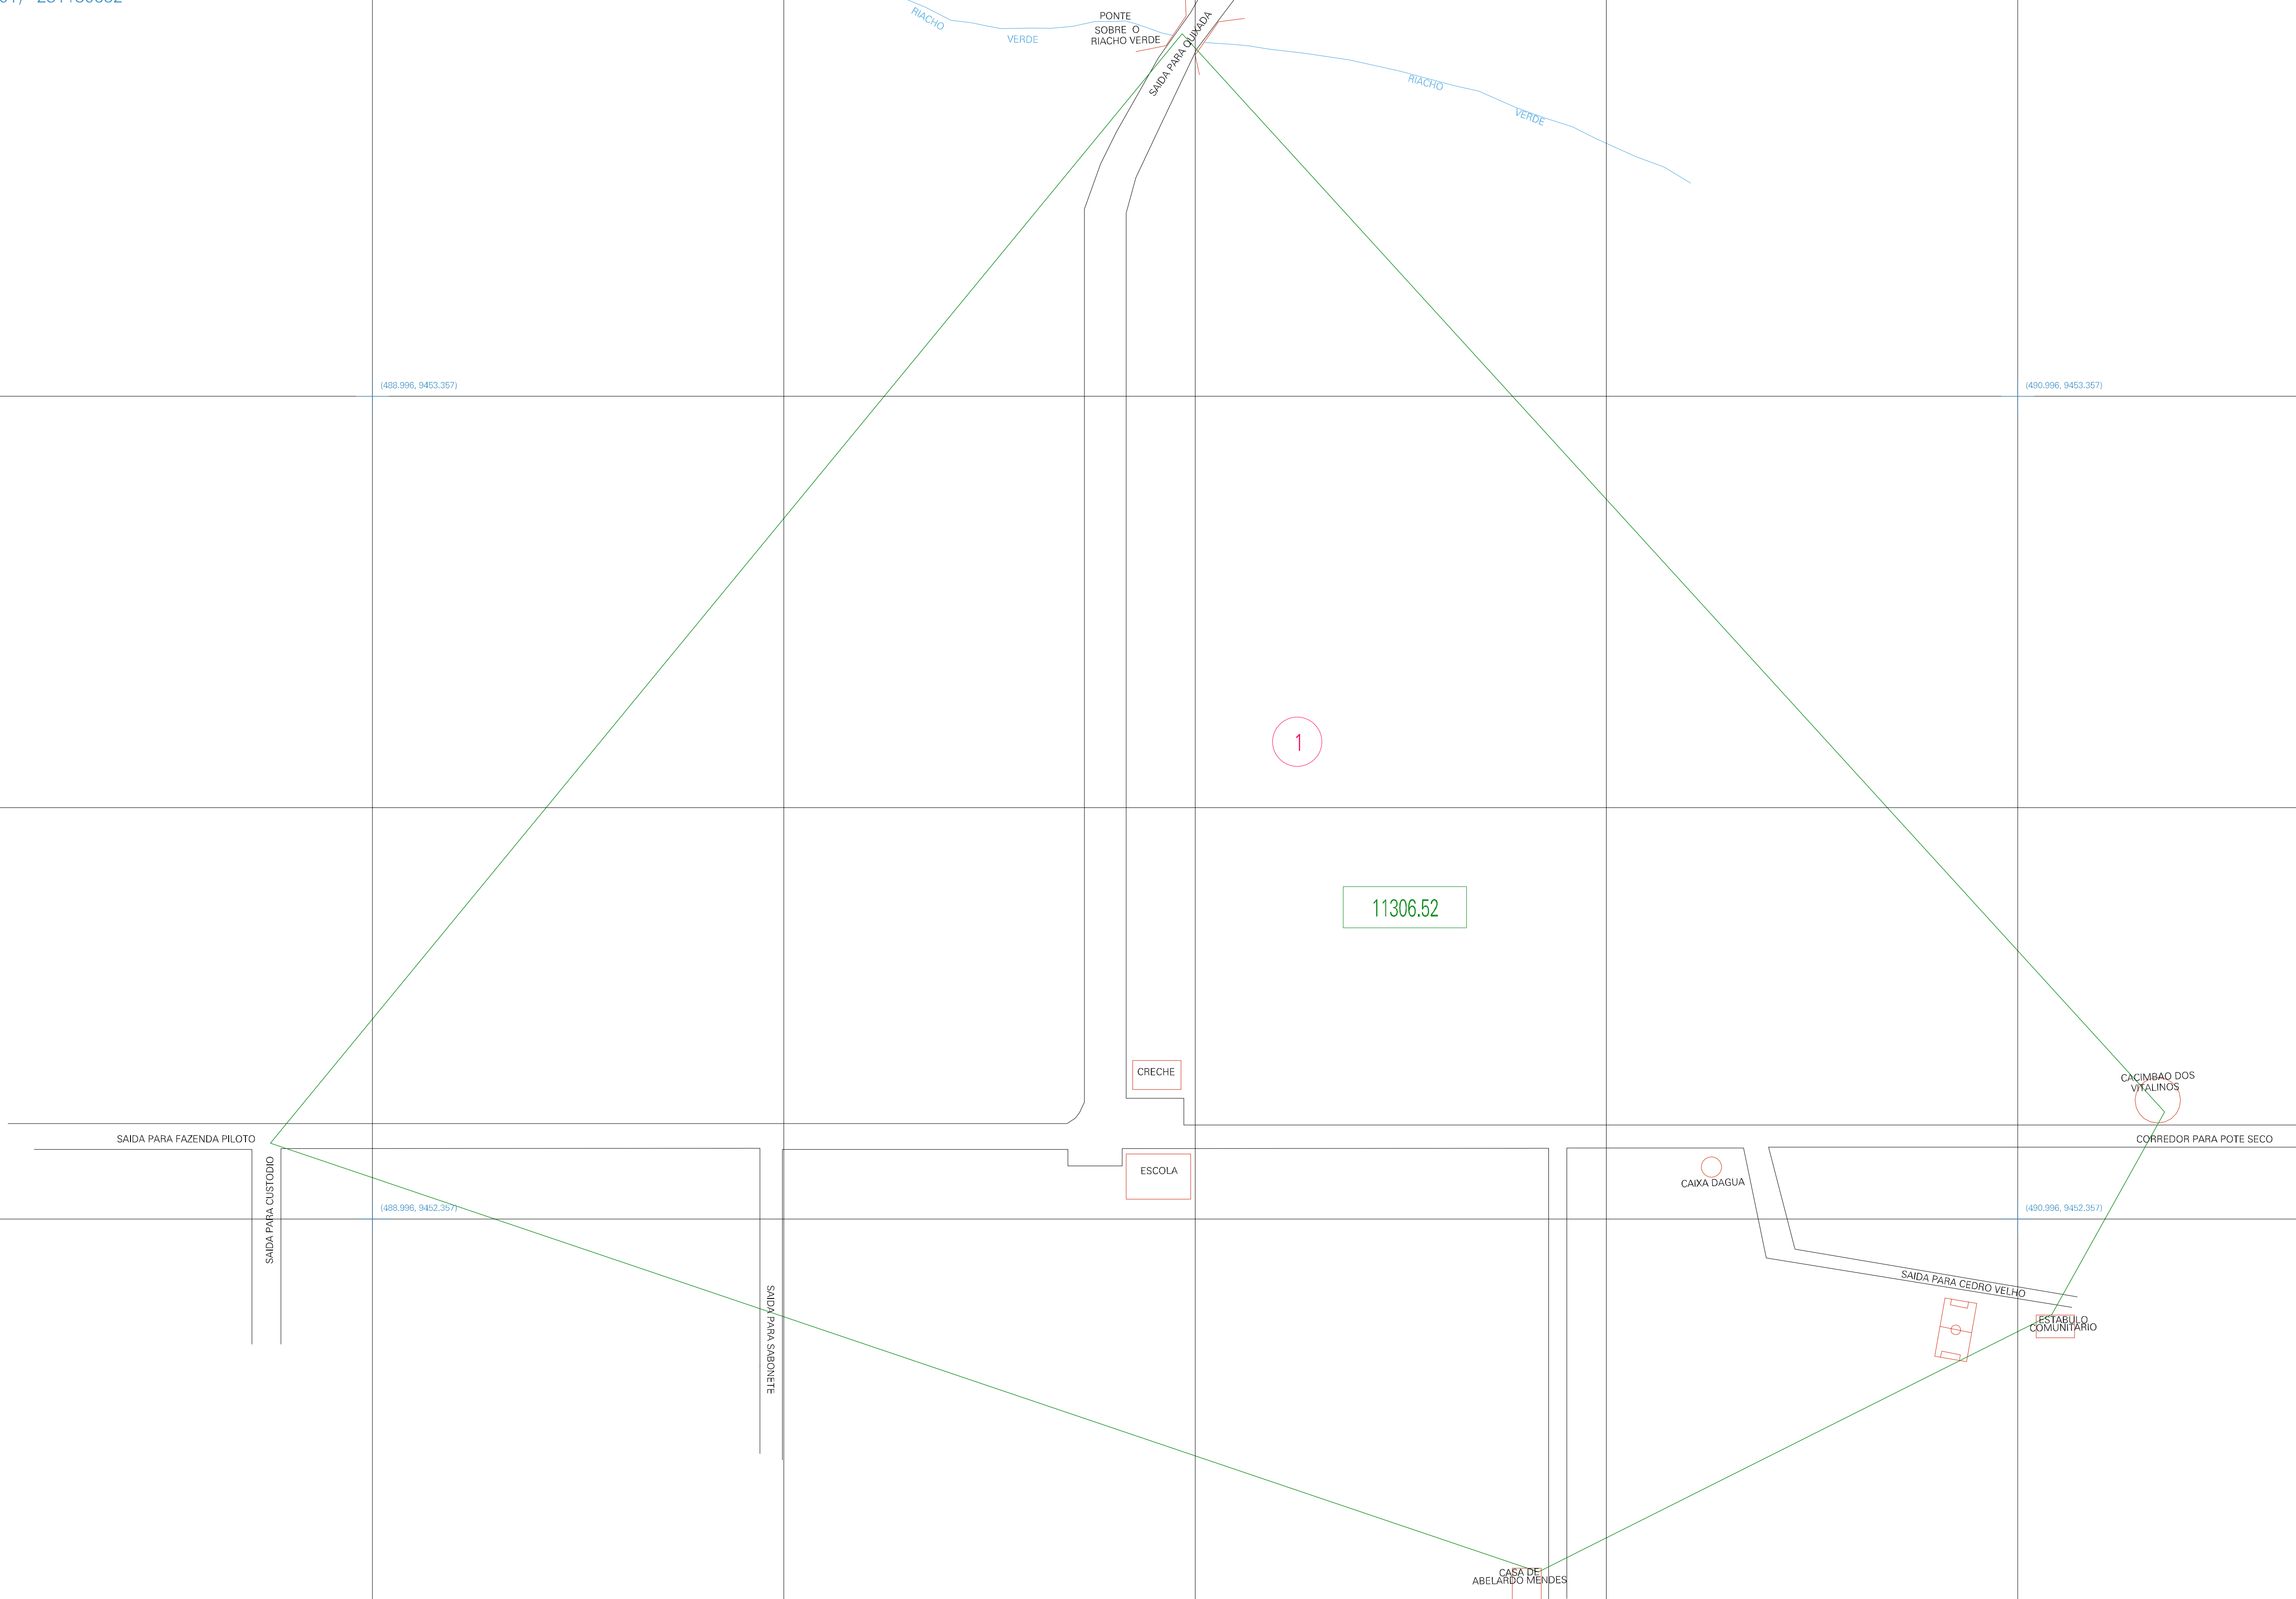 RIACHO
VERDE
PONTE
SOBRE O
RIACHO VERDE
SAIDA PARA QUIXADA
RIACHO
VERDE
(488.996, 9453.357)
(490.996, 9453.357)
1
11306.52
CRECHE
CACIMBAO DOS
VITALINOS
SAIDA PARA FAZENDA PILOTO
CORREDOR PARA POTE SECO
SAIDA PARA CUSTODIO
ESCOLA
CAIXA DAGUA
(488.996, 9452.357)
(490.996, 9452.357)
SAIDA PARA CEDRO VELHO
SAIDA PARA SABONETE
ESTABULO
COMUNITARIO
CASA DE
ABELARDO MENDES